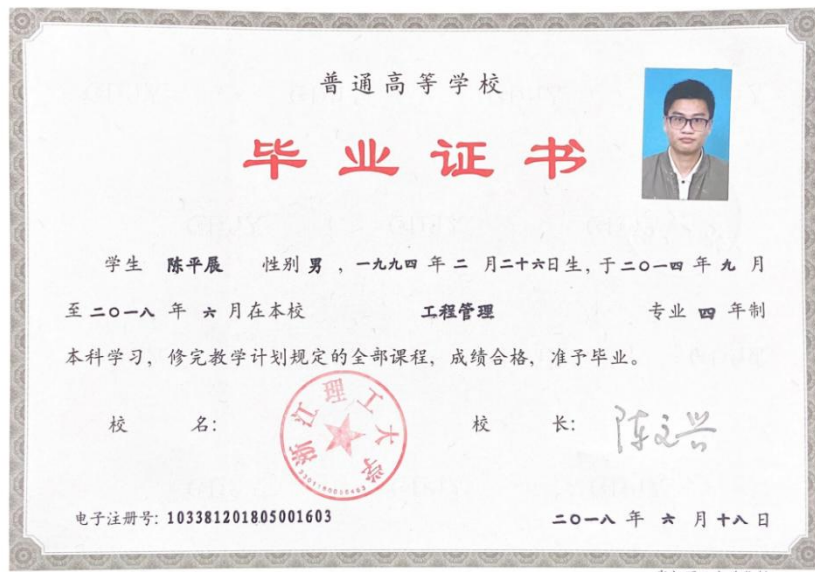 普通高等学校
毕业证书
学生 陈平展 性别 男 ，一九九四 年 二 月二十六日生，于二〇一四 年 九 月
至 二〇一八 年 六 月在本校 工程管理 专业 四 年制
本科学习，修完教学计划规定的全部课程，成绩合格，准予毕业。
校 名： 浙江理工大学 校 长： 陈文兴
电子注册号：103381201805001603 二〇一八 年 六 月 十八 日